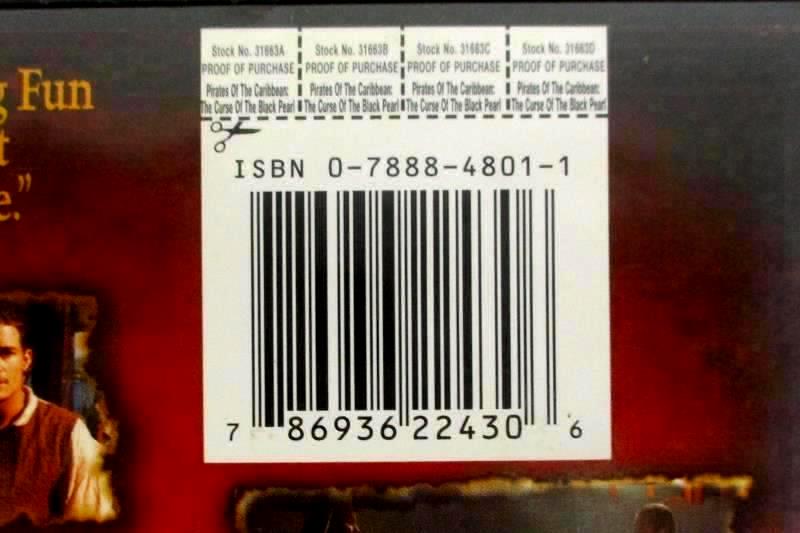 g Fun
t
e."
Stock No. 31663A Stock No. 31663B Stock No. 31663C Stock No. 31663D
PROOF OF PURCHASE PROOF OF PURCHASE PROOF OF PURCHASE PROOF OF PURCHASE
Pirates Of The Caribbean: Pirates Of The Caribbean: Pirates Of The Caribbean: Pirates Of The Caribbean:
The Curse Of The Black Pearl The Curse Of The Black Pearl The Curse Of The Black Pearl The Curse Of The Black Pearl
ISBN 0-7888-4801-1
7 86936 22430 6